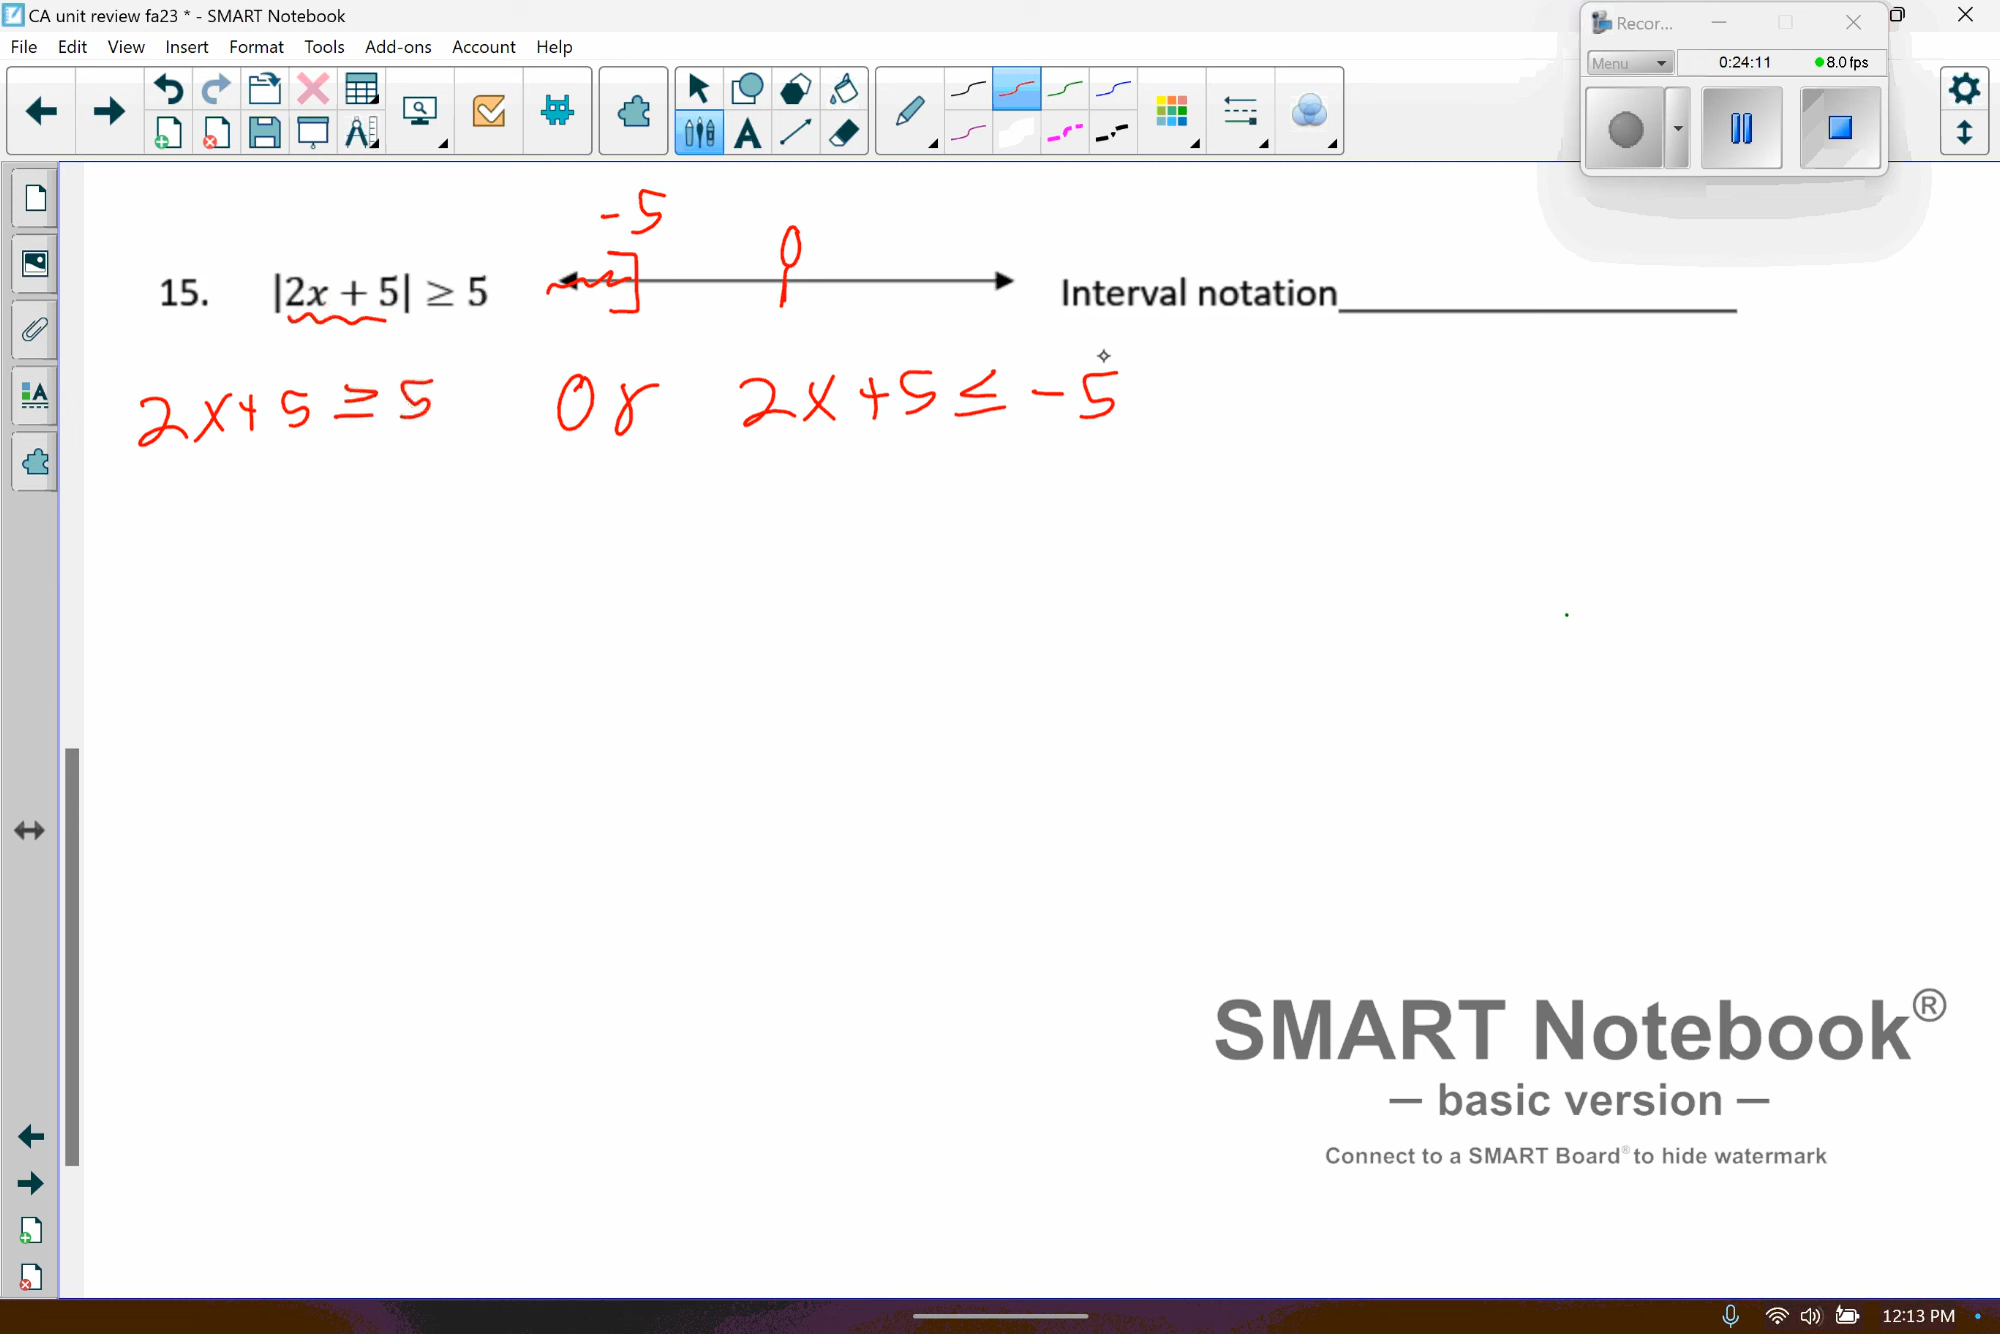 CA unit review fa23 * - SMART Notebook
Recor...
File Edit View Insert Format Tools Add-ons Account Help
Menu 0:24:11 8.0 fps
-5 0
15. |2x + 5| ≥ 5 Interval notation
2x+5 ≥ 5 Or 2x+5 ≤ -5
SMART Notebook®
— basic version —
Connect to a SMART Board® to hide watermark
12:13 PM